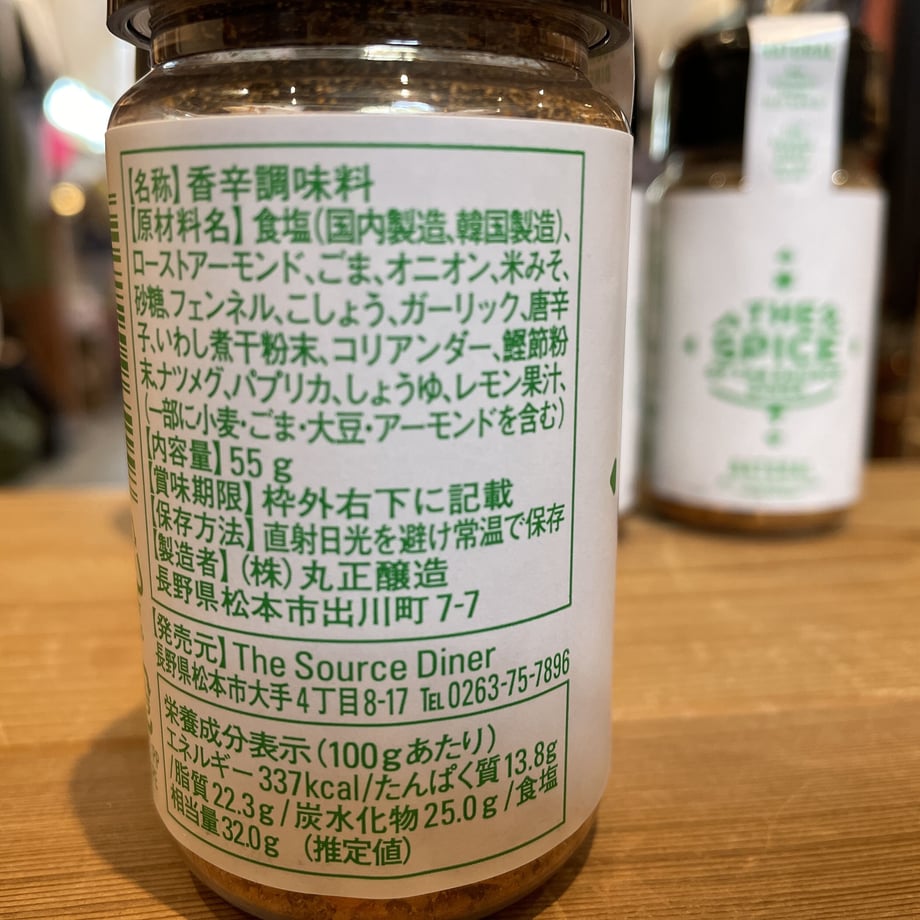 【名称】香辛調味料
【原材料名】食塩(国内製造、韓国製造)、
ローストアーモンド、ごま、オニオン、米みそ、
砂糖、フェンネル、こしょう、ガーリック、唐辛
子、いわし煮干粉末、コリアンダー、鰹節粉
末、ナツメグ、パプリカ、しょうゆ、レモン果汁、
(一部に小麦・ごま・大豆・アーモンドを含む)
【内容量】55 g
【賞味期限】枠外右下に記載
【保存方法】直射日光を避け常温で保存
【製造者】(株)丸正醸造
長野県松本市出川町7-7
【発売元】The Source Diner
長野県松本市大手4丁目8-17 TEL0263-75-7896
栄養成分表示(100gあたり)
エネルギー337kcal/たんぱく質13.8g
/脂質22.3g/炭水化物25.0g/食塩
相当量32.0g (推定値)
THE
SPICE